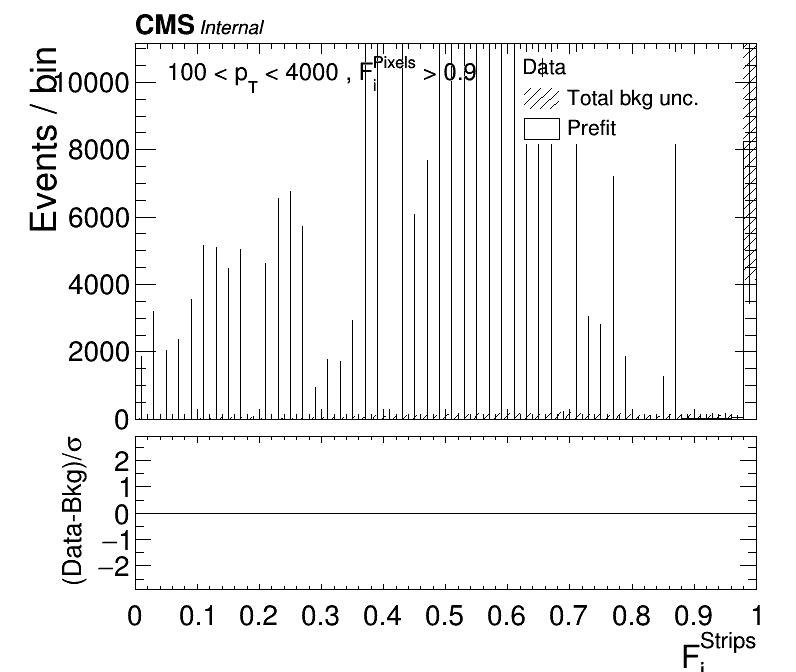 CMS Internal
100 < p_T < 4000 , F_i^Pixels > 0.9
Data
Total bkg unc.
Prefit
Events / bin
10000
8000
6000
4000
2000
0
(Data-Bkg)/σ
2
1
0
−1
−2
0 0.1 0.2 0.3 0.4 0.5 0.6 0.7 0.8 0.9 1
F_i^Strips